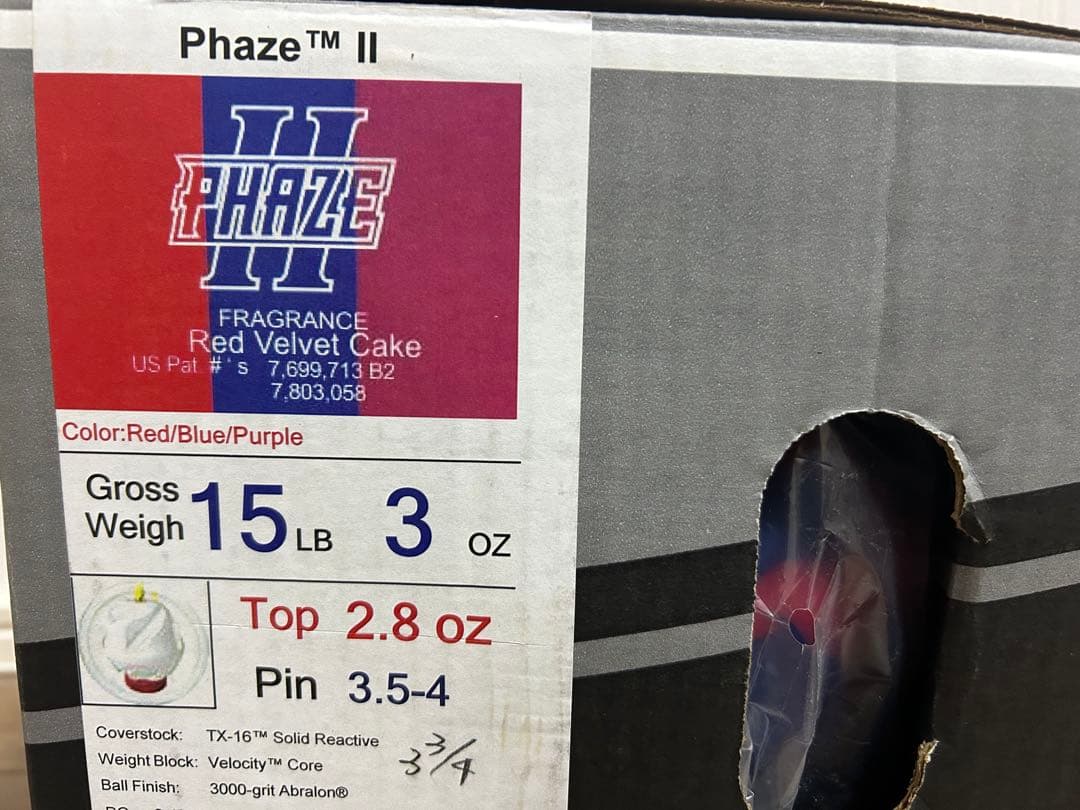 Phaze™ II
II
PHAZE
FRAGRANCE
Red Velvet Cake
US Pat. #'s 7,699,713 B2
7,803,058
Color:Red/Blue/Purple
Gross
Weigh 15 LB 3 OZ
Top 2.8 oz
Pin 3.5-4
Coverstock: TX-16™ Solid Reactive
Weight Block: Velocity™ Core
Ball Finish: 3000-grit Abralon®
3 3/4